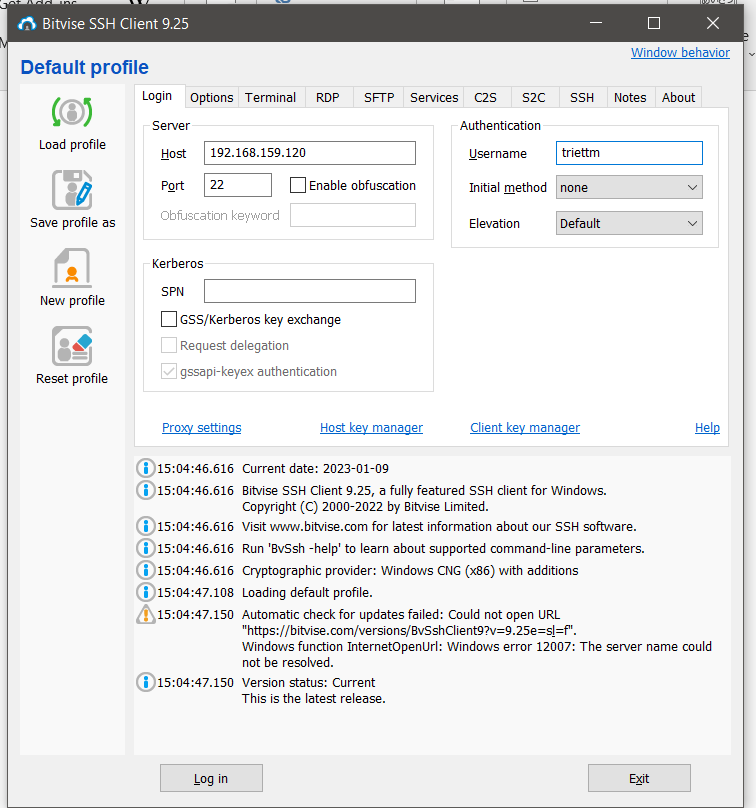 Get Add-ins
Bitvise SSH Client 9.25
Window behavior
Default profile
Load profile
Save profile as
New profile
Reset profile
Login Options Terminal RDP SFTP Services C2S S2C SSH Notes About
Server
Host 192.168.159.120
Port 22 Enable obfuscation
Obfuscation keyword
Authentication
Username triettm
Initial method none
Elevation Default
Kerberos
SPN
GSS/Kerberos key exchange
Request delegation
gssapi-keyex authentication
Proxy settings Host key manager Client key manager Help
15:04:46.616 Current date: 2023-01-09
15:04:46.616 Bitvise SSH Client 9.25, a fully featured SSH client for Windows.
Copyright (C) 2000-2022 by Bitvise Limited.
15:04:46.616 Visit www.bitvise.com for latest information about our SSH software.
15:04:46.616 Run 'BvSsh -help' to learn about supported command-line parameters.
15:04:46.616 Cryptographic provider: Windows CNG (x86) with additions
15:04:47.108 Loading default profile.
15:04:47.150 Automatic check for updates failed: Could not open URL
"https://bitvise.com/versions/BvSshClient9?v=9.25e=s|=f".
Windows function InternetOpenUrl: Windows error 12007: The server name could
not be resolved.
15:04:47.150 Version status: Current
This is the latest release.
Log in Exit